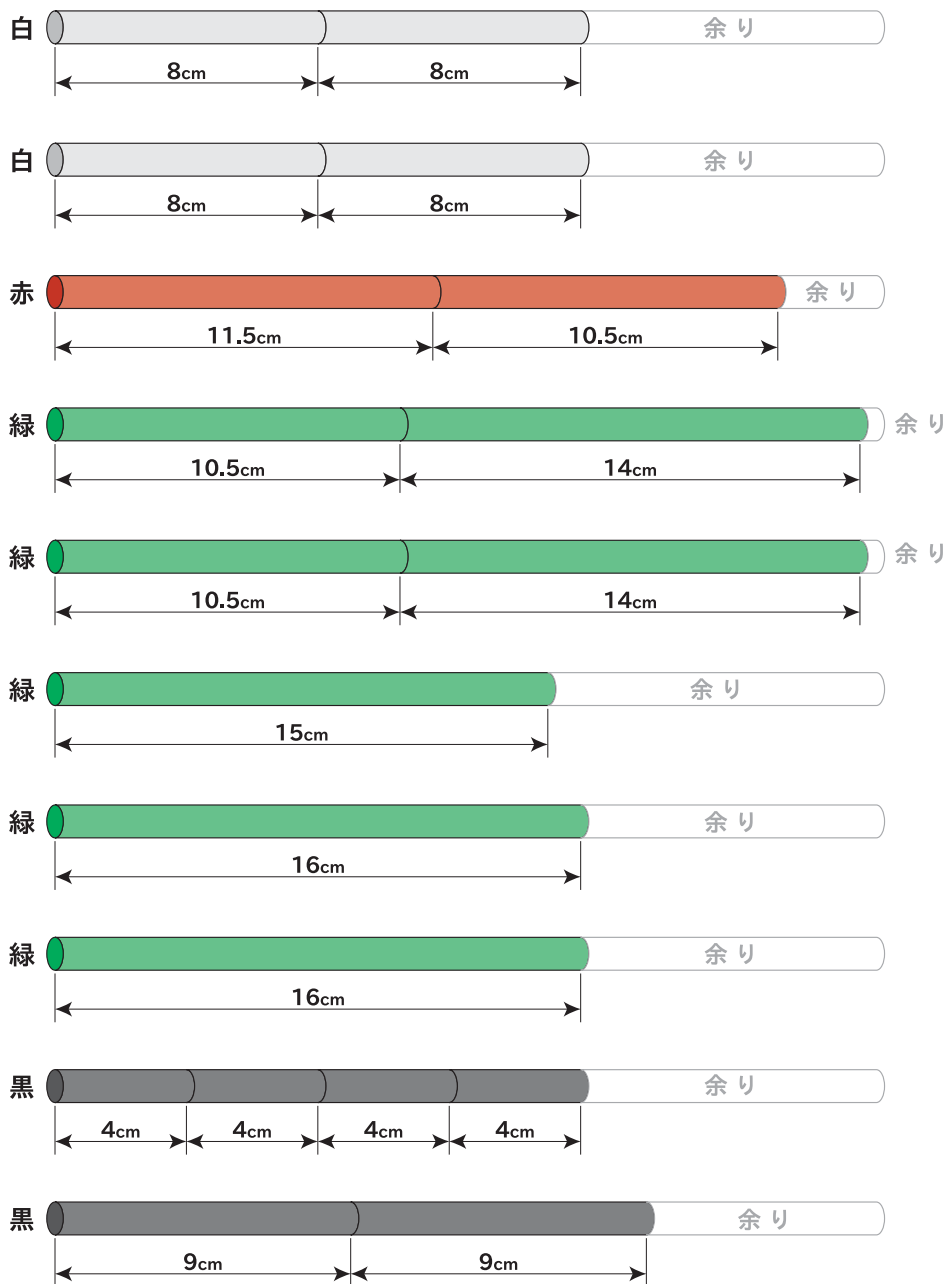 白 余り
8cm 8cm
白 余り
8cm 8cm
赤 余り
11.5cm 10.5cm
緑 余り
10.5cm 14cm
緑 余り
10.5cm 14cm
緑 余り
15cm
緑 余り
16cm
緑 余り
16cm
黒 余り
4cm 4cm 4cm 4cm
黒 余り
9cm 9cm